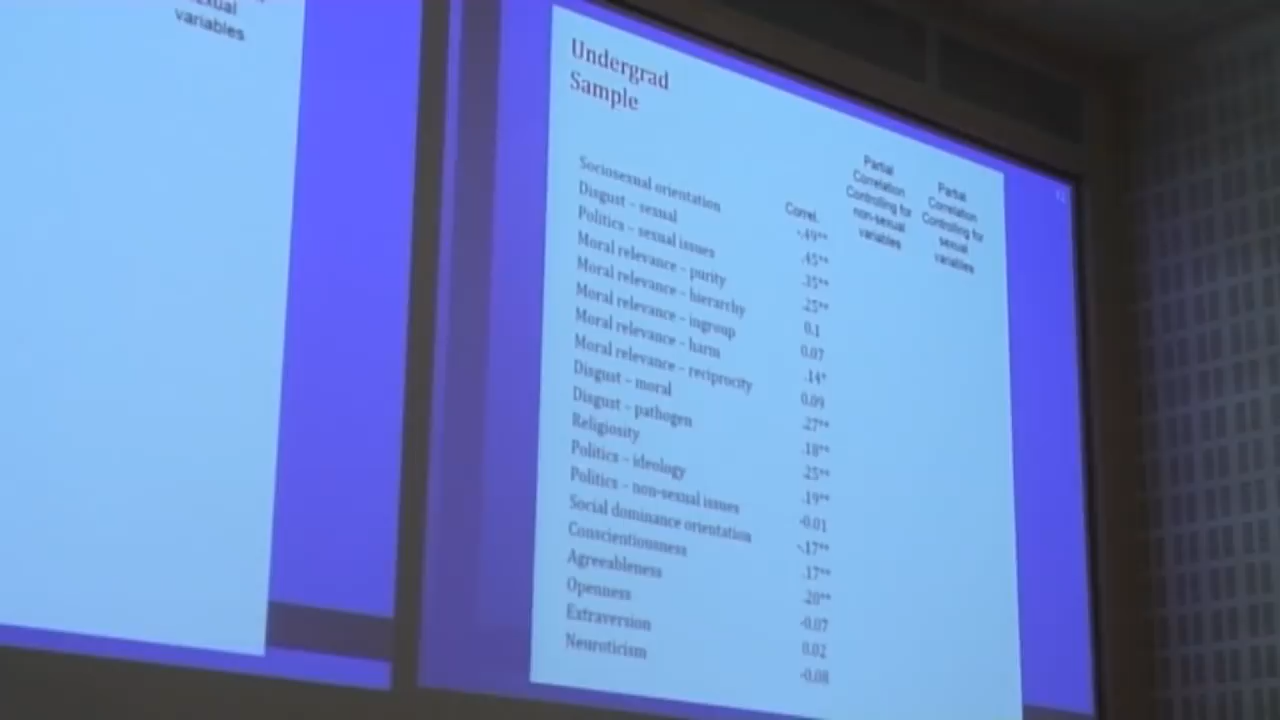 sexual
variables
Undergrad
Sample
Partial
Correlation
Controlling for
non-sexual
variables
Partial
Correlation
Controlling for
sexual
variables
Correl.
Sociosexual orientation -.49**
Disgust – sexual .45**
Politics – sexual issues .35**
Moral relevance – purity .25**
Moral relevance – hierarchy 0.1
Moral relevance – ingroup 0.07
Moral relevance – harm .14*
Moral relevance – reciprocity 0.09
Disgust – moral .27**
Disgust – pathogen .18**
Religiosity .25**
Politics – ideology .19**
Politics – non-sexual issues -0.01
Social dominance orientation -.17**
Conscientiousness .17**
Agreeableness .20**
Openness -0.07
Extraversion 0.02
Neuroticism -0.08